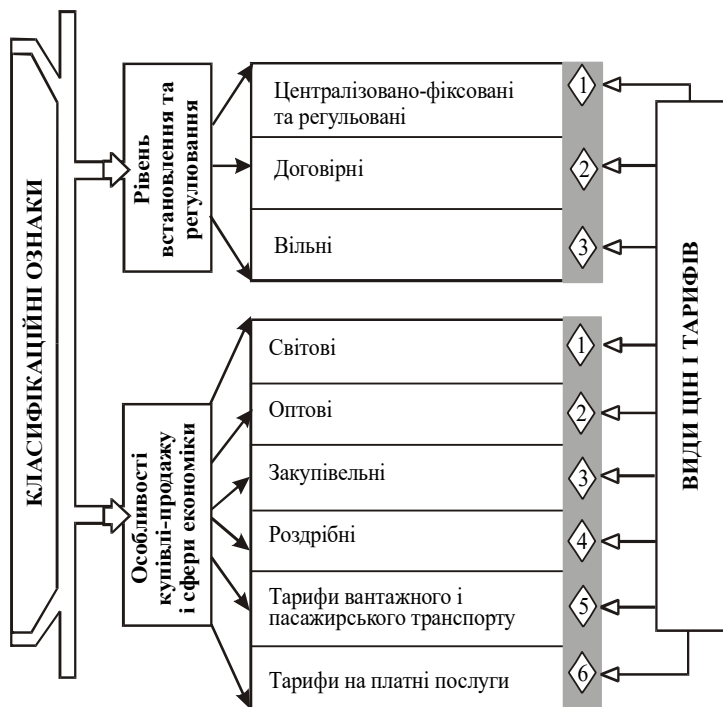 КЛАСИФІКАЦІЙНІ ОЗНАКИ
Рівень
встановлення та
регулювання
Централізовано-фіксовані
та регульовані
1
Договірні
2
Вільні
3
Особливості
купівлі-продажу
і сфери економіки
Світові
1
Оптові
2
Закупівельні
3
Роздрібні
4
Тарифи вантажного і
пасажирського транспорту
5
Тарифи на платні послуги
6
ВИДИ ЦІН І ТАРИФІВ